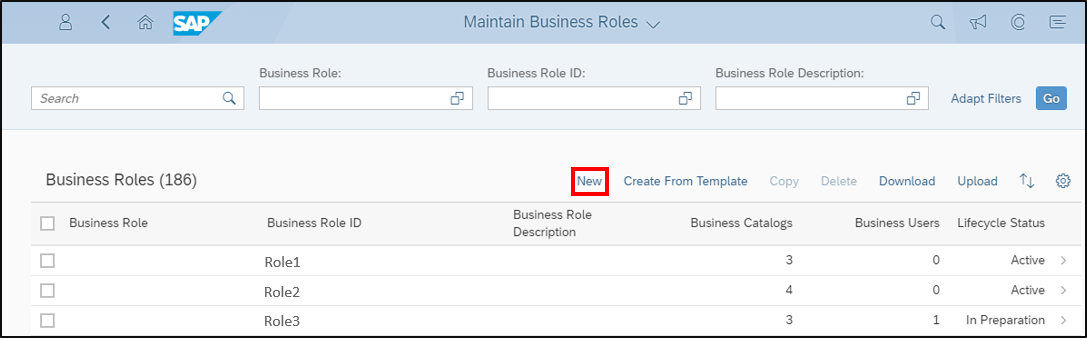 SAP Maintain Business Roles
Business Role: Business Role ID: Business Role Description:
Search Adapt Filters Go
Business Roles (186) New Create From Template Copy Delete Download Upload
Business Role Business Role ID Business Role Description Business Catalogs Business Users Lifecycle Status
Role1 3 0 Active
Role2 4 0 Active
Role3 3 1 In Preparation